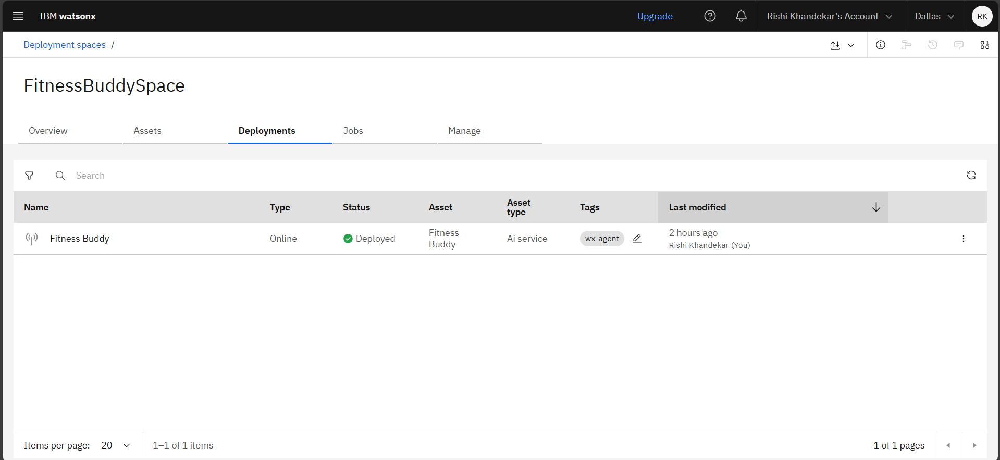 IBM watsonx
Upgrade
Rishi Khandekar's Account
Dallas
RK
Deployment spaces /
FitnessBuddySpace
Overview
Assets
Deployments
Jobs
Manage
Search
Name
Type
Status
Asset
Asset
type
Tags
Last modified
Fitness Buddy
Online
Deployed
Fitness
Buddy
Ai service
wx-agent
2 hours ago
Rishi Khandekar (You)
Items per page: 20
1–1 of 1 items
1 of 1 pages